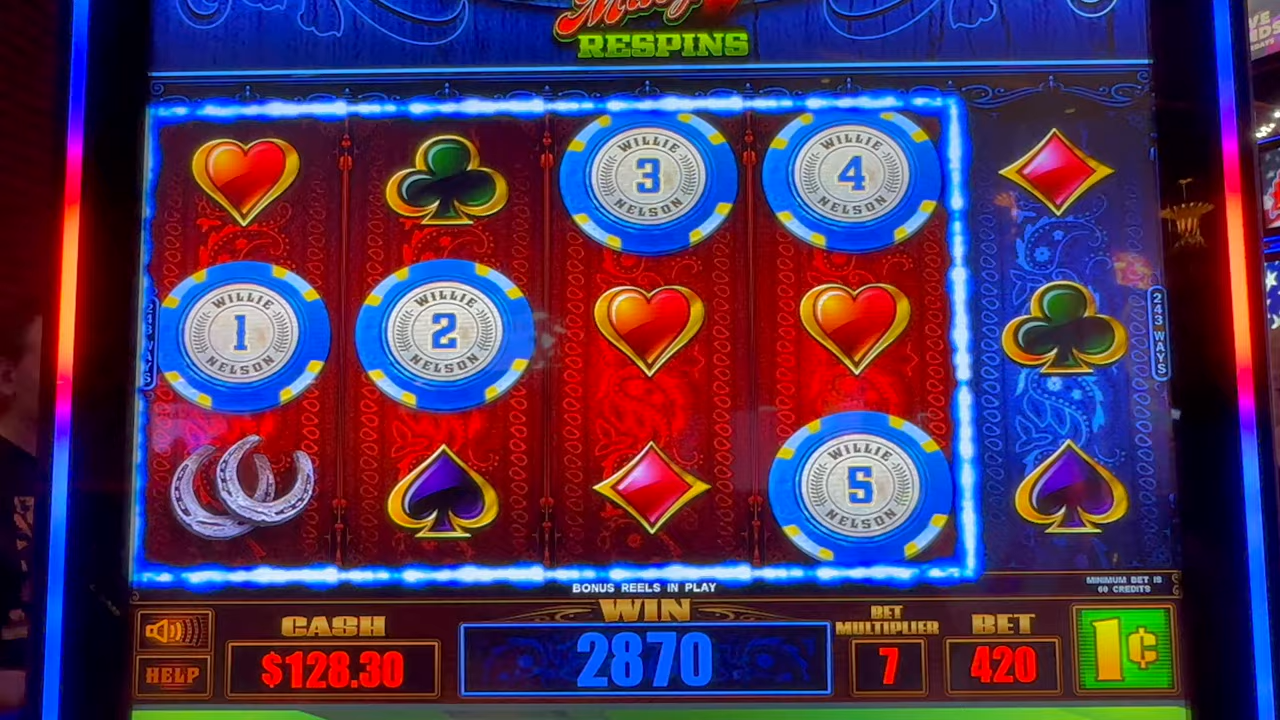 RESPINS
WILLIE
3
NELSON
WILLIE
4
NELSON
WILLIE
1
NELSON
WILLIE
2
NELSON
243 WAYS
243 WAYS
WILLIE
5
NELSON
BONUS REELS IN PLAY
MINIMUM BET IS
60 CREDITS
CASH
$128.30
WIN
2870
BET
MULTIPLIER
7
BET
420
1¢
HELP